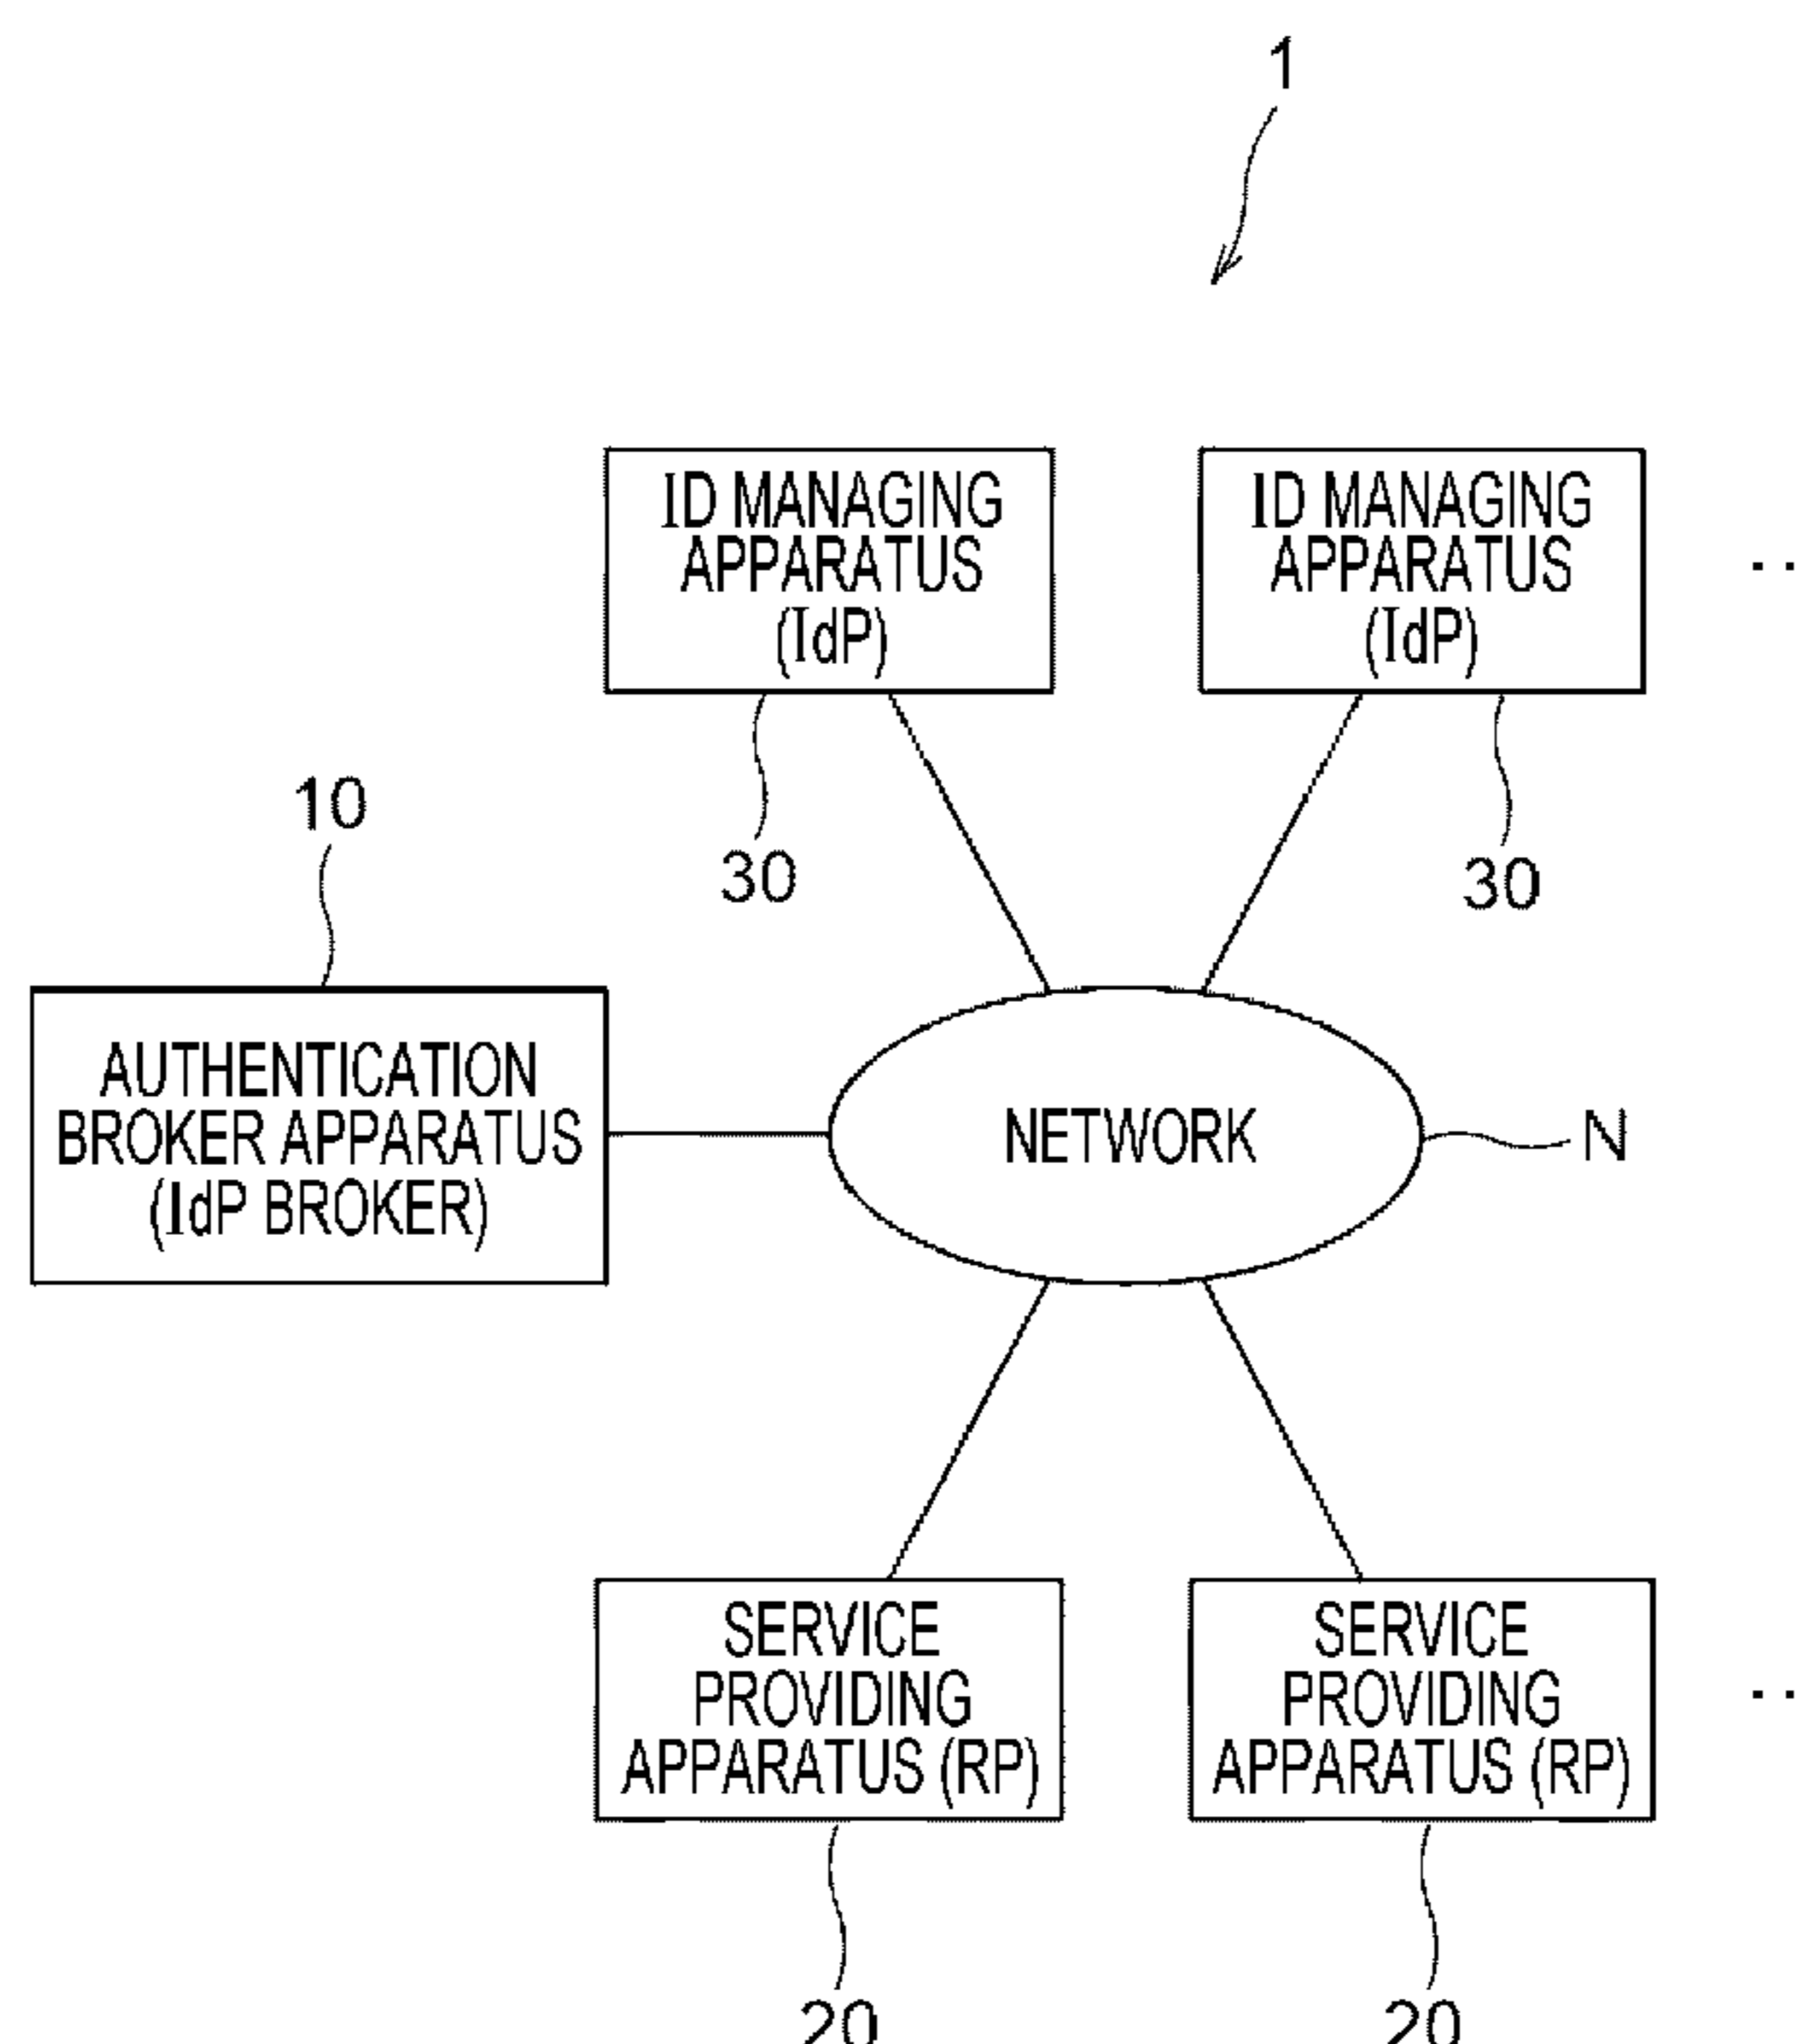 1
ID MANAGING
APPARATUS
(IdP)
ID MANAGING
APPARATUS
(IdP)
. .
30
30
10
AUTHENTICATION
BROKER APPARATUS
(IdP BROKER)
NETWORK
N
SERVICE
PROVIDING
APPARATUS (RP)
SERVICE
PROVIDING
APPARATUS (RP)
. .
20
20